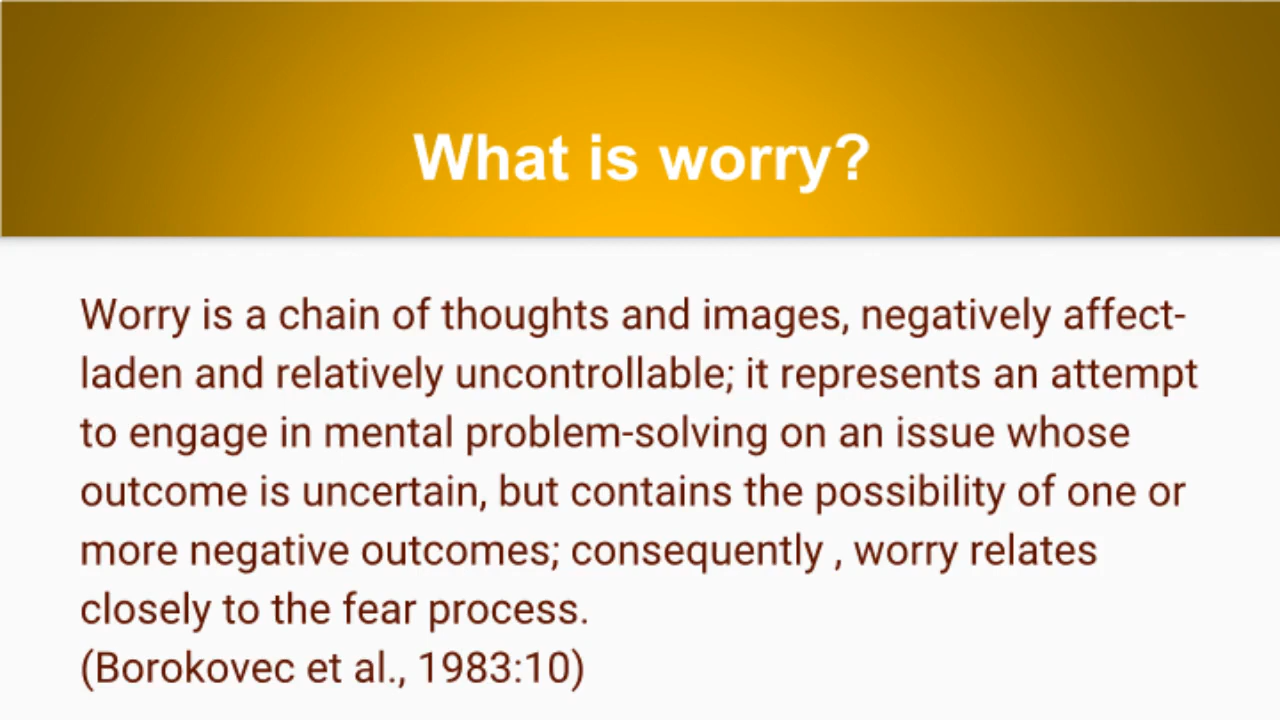 What is worry?
Worry is a chain of thoughts and images, negatively affect-
laden and relatively uncontrollable; it represents an attempt
to engage in mental problem-solving on an issue whose
outcome is uncertain, but contains the possibility of one or
more negative outcomes; consequently , worry relates
closely to the fear process.
(Borokovec et al., 1983:10)